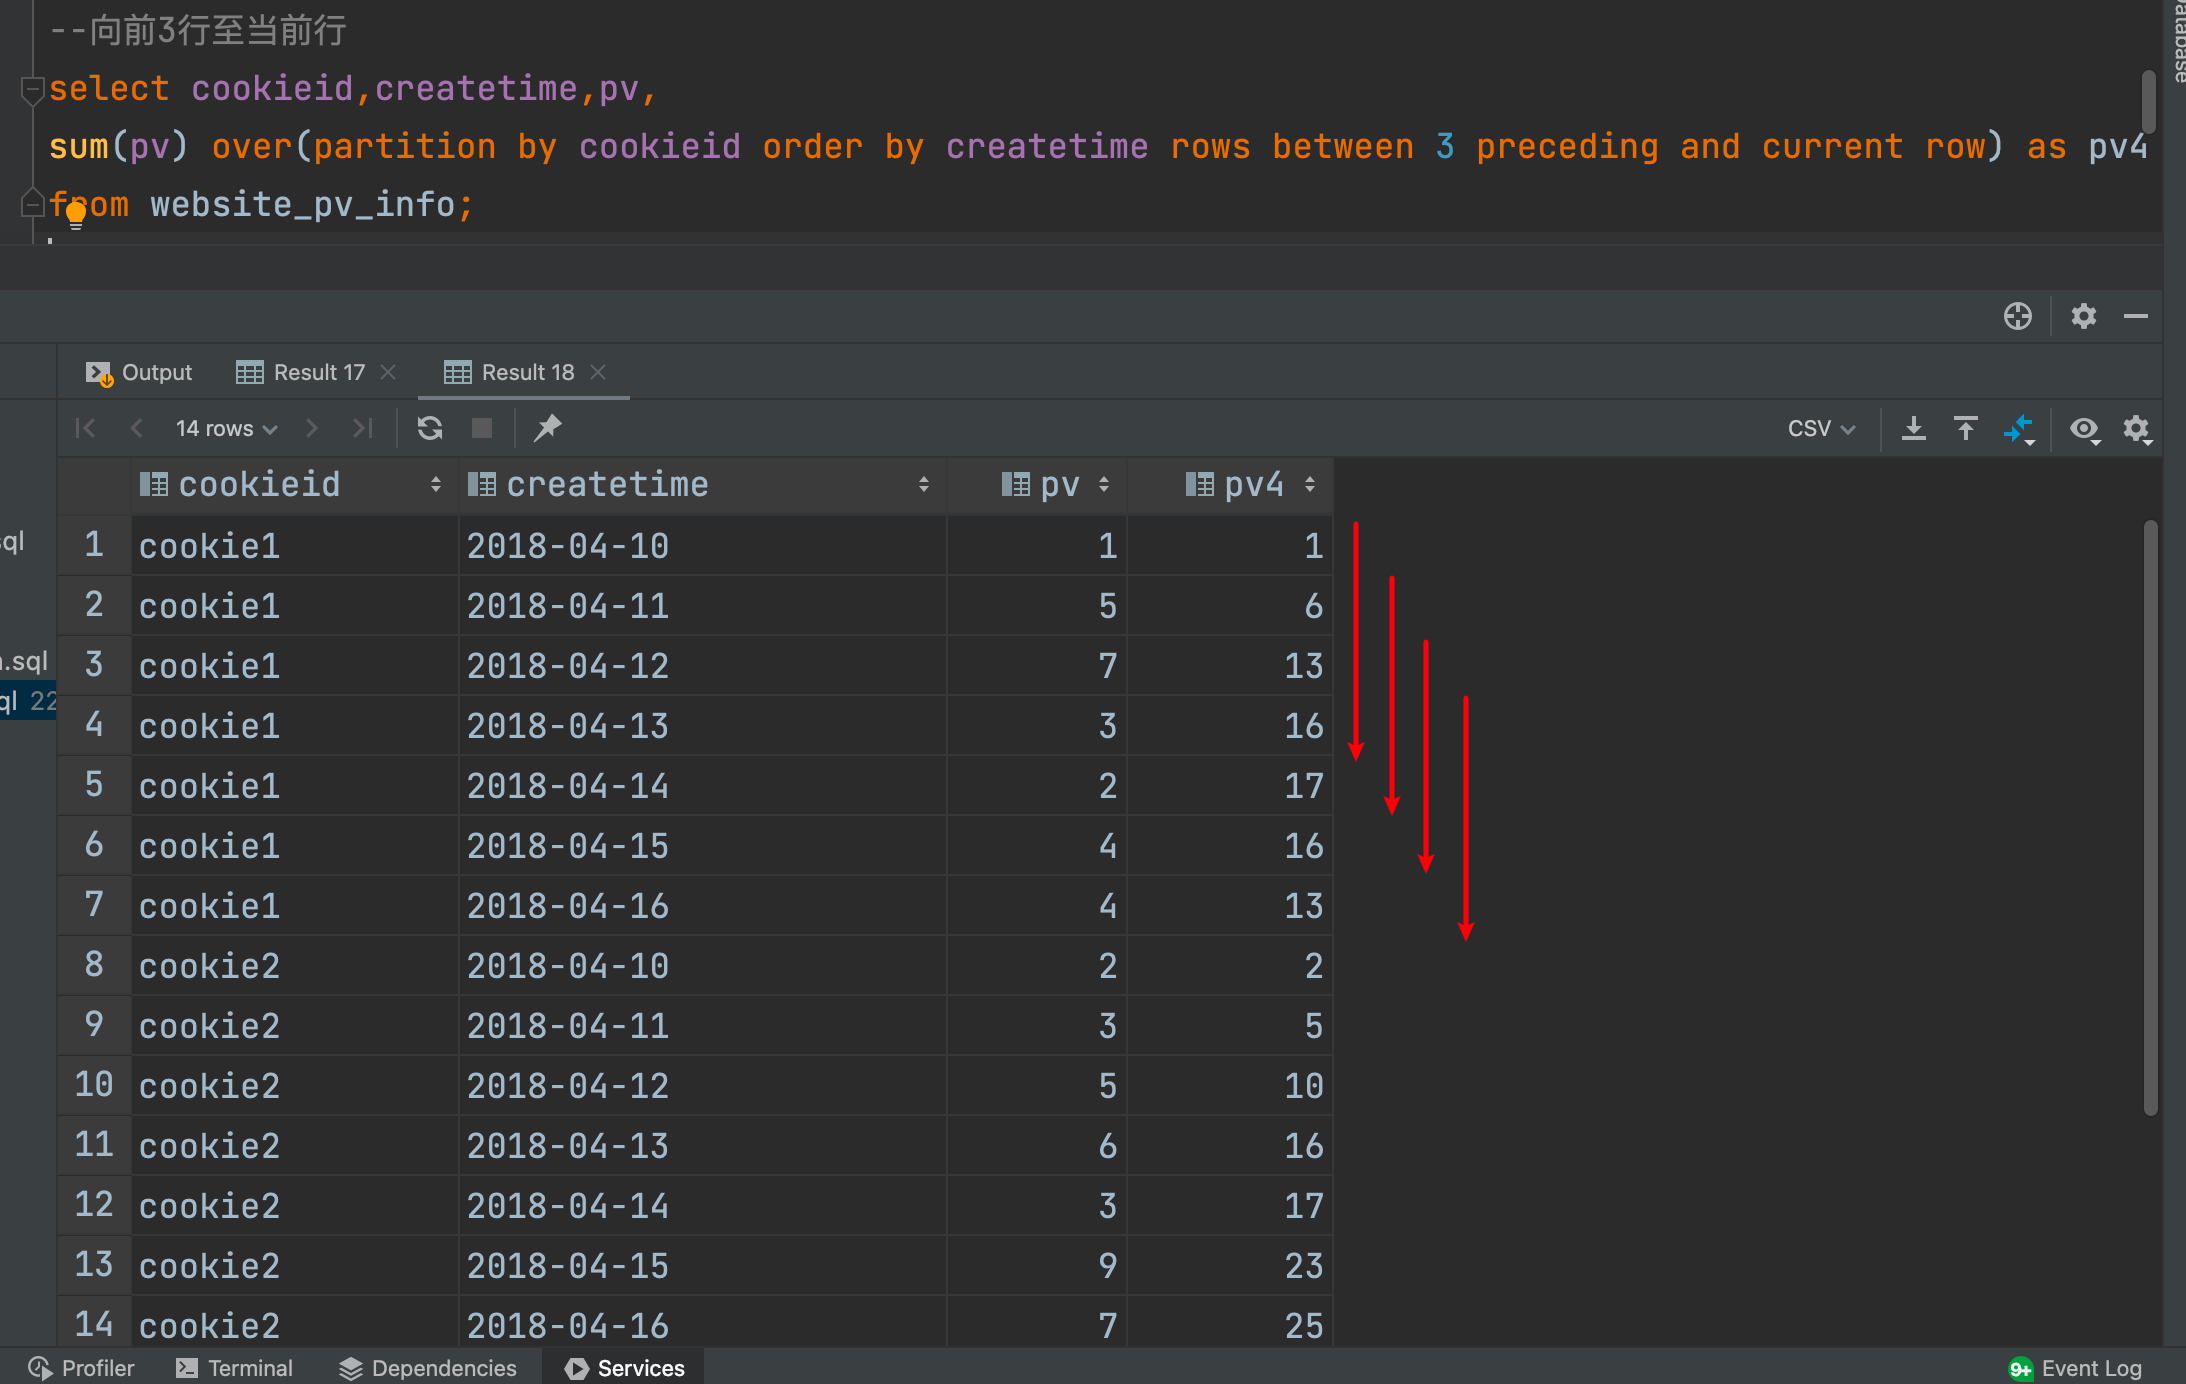 --向前3行至当前行
select cookieid,createtime,pv,
sum(pv) over(partition by cookieid order by createtime rows between 3 preceding and current row) as pv4
from website_pv_info;
Database
Output Result 17 Result 18
14 rows CSV
cookieid createtime pv pv4
1 cookie1 2018-04-10 1 1
ql
2 cookie1 2018-04-11 5 6
3 cookie1 2018-04-12 7 13
.sql
ql 22
4 cookie1 2018-04-13 3 16
5 cookie1 2018-04-14 2 17
6 cookie1 2018-04-15 4 16
7 cookie1 2018-04-16 4 13
8 cookie2 2018-04-10 2 2
9 cookie2 2018-04-11 3 5
10 cookie2 2018-04-12 5 10
11 cookie2 2018-04-13 6 16
12 cookie2 2018-04-14 3 17
13 cookie2 2018-04-15 9 23
14 cookie2 2018-04-16 7 25
Profiler Terminal Dependencies Services 9+ Event Log